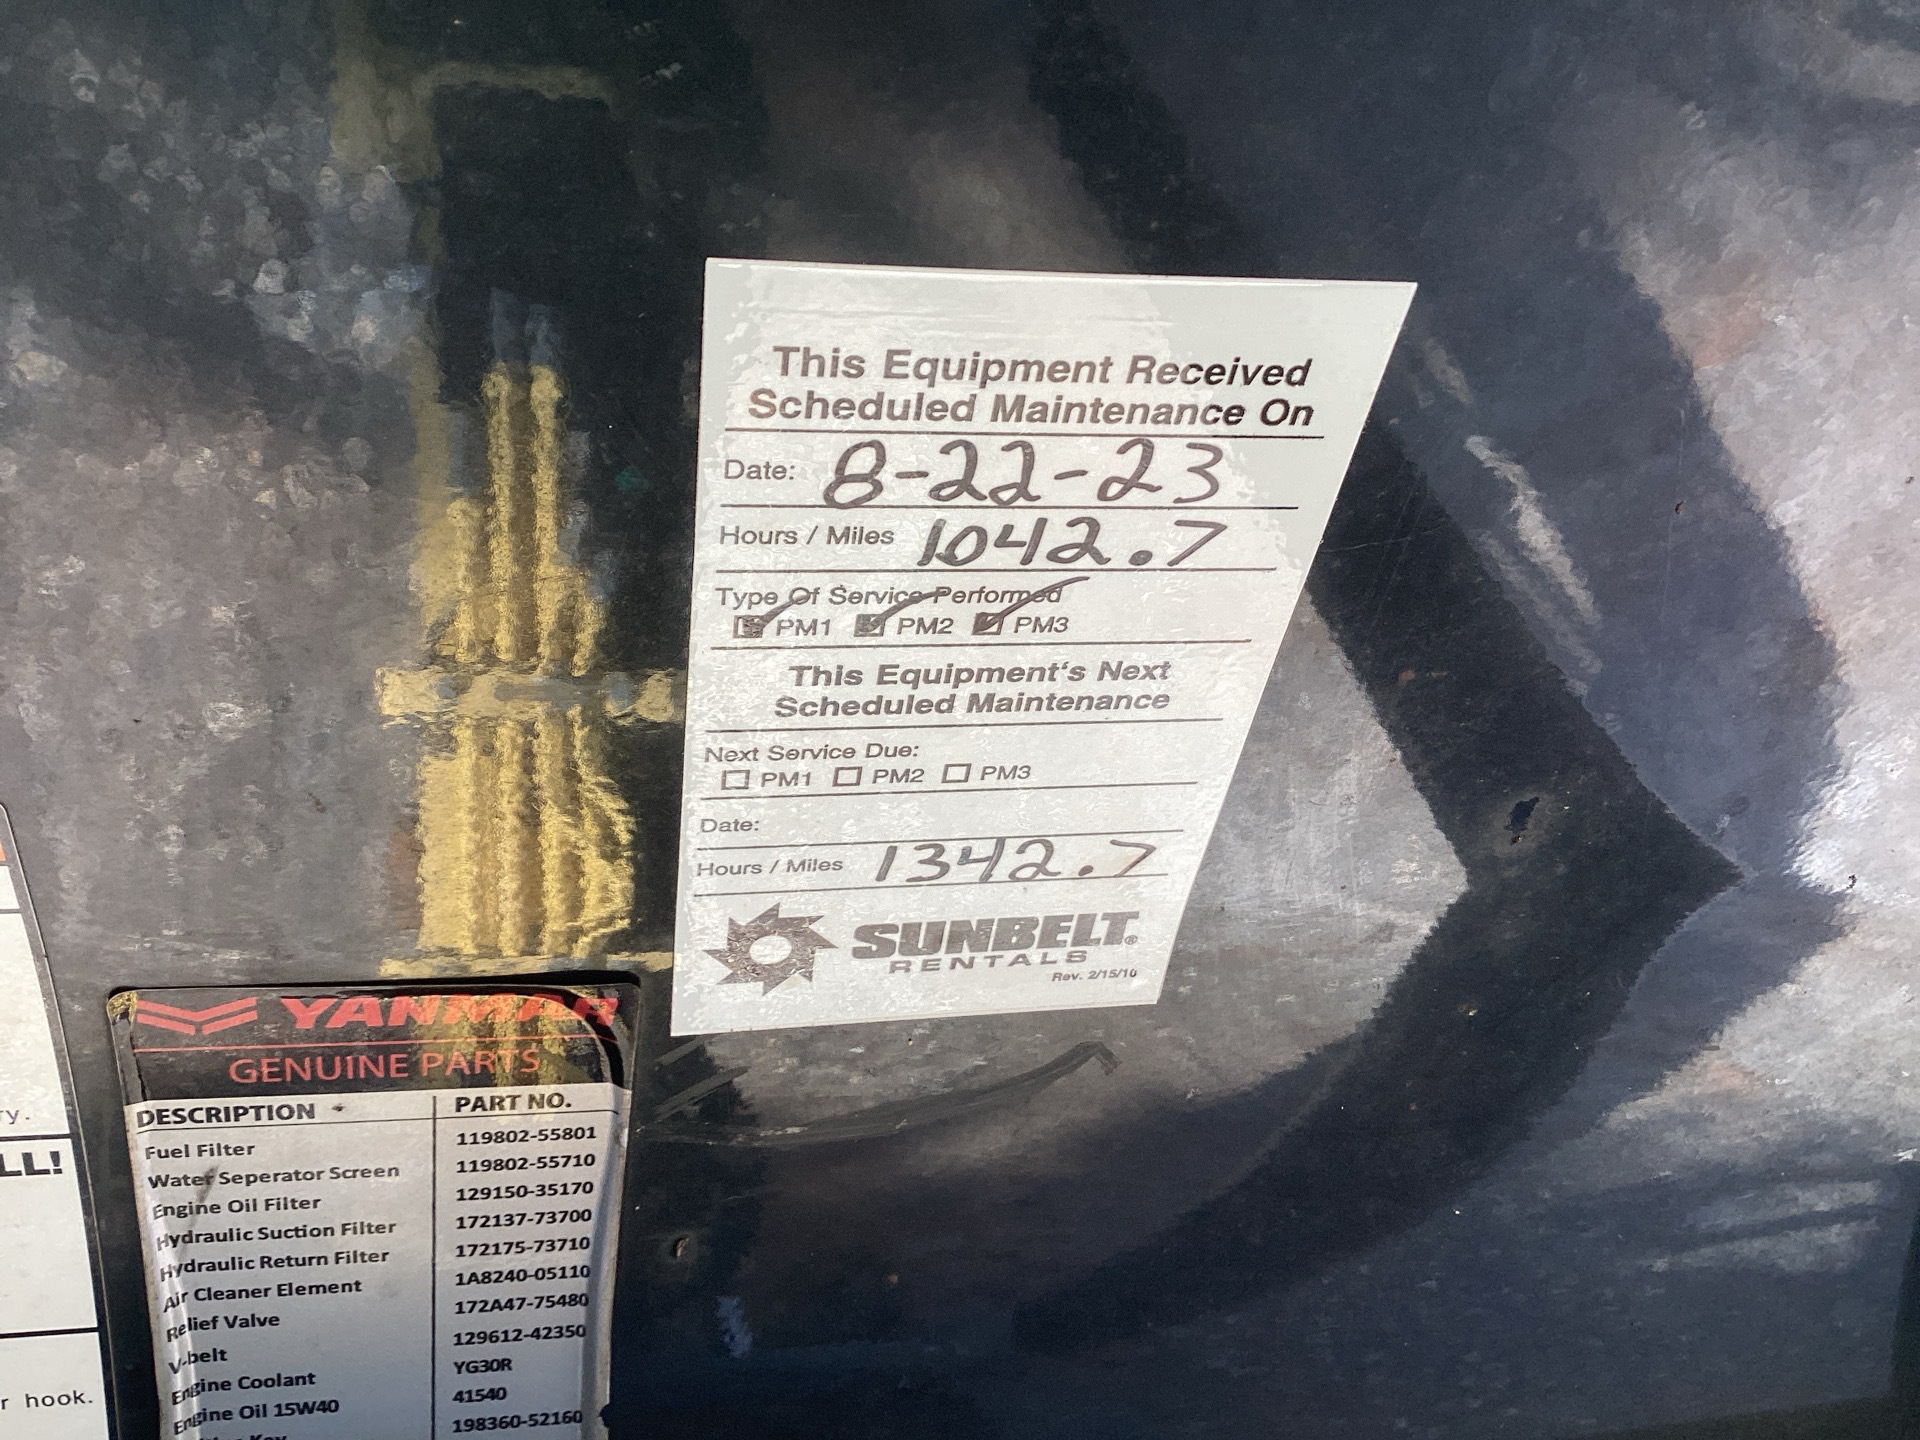 This Equipment Received
Scheduled Maintenance On
Date: 8-22-23
Hours / Miles 1042.7
Type Of Service Performed
PM1 PM2 PM3
This Equipment's Next
Scheduled Maintenance
Next Service Due:
PM1 PM2 PM3
Date:
Hours / Miles 1342.7
SUNBELT®
RENTALS
Rev. 2/15/10
YANMAR
GENUINE PARTS
DESCRIPTION PART NO.
Fuel Filter 119802-55801
Water Seperator Screen 119802-55710
Engine Oil Filter 129150-35170
Hydraulic Suction Filter 172137-73700
Hydraulic Return Filter 172175-73710
Air Cleaner Element 1A8240-05110
Relief Valve 172A47-75480
V-belt 129612-42350
Engine Coolant YG30R
Engine Oil 15W40 41540
Key 198360-52160
ry.
LL!
r hook.